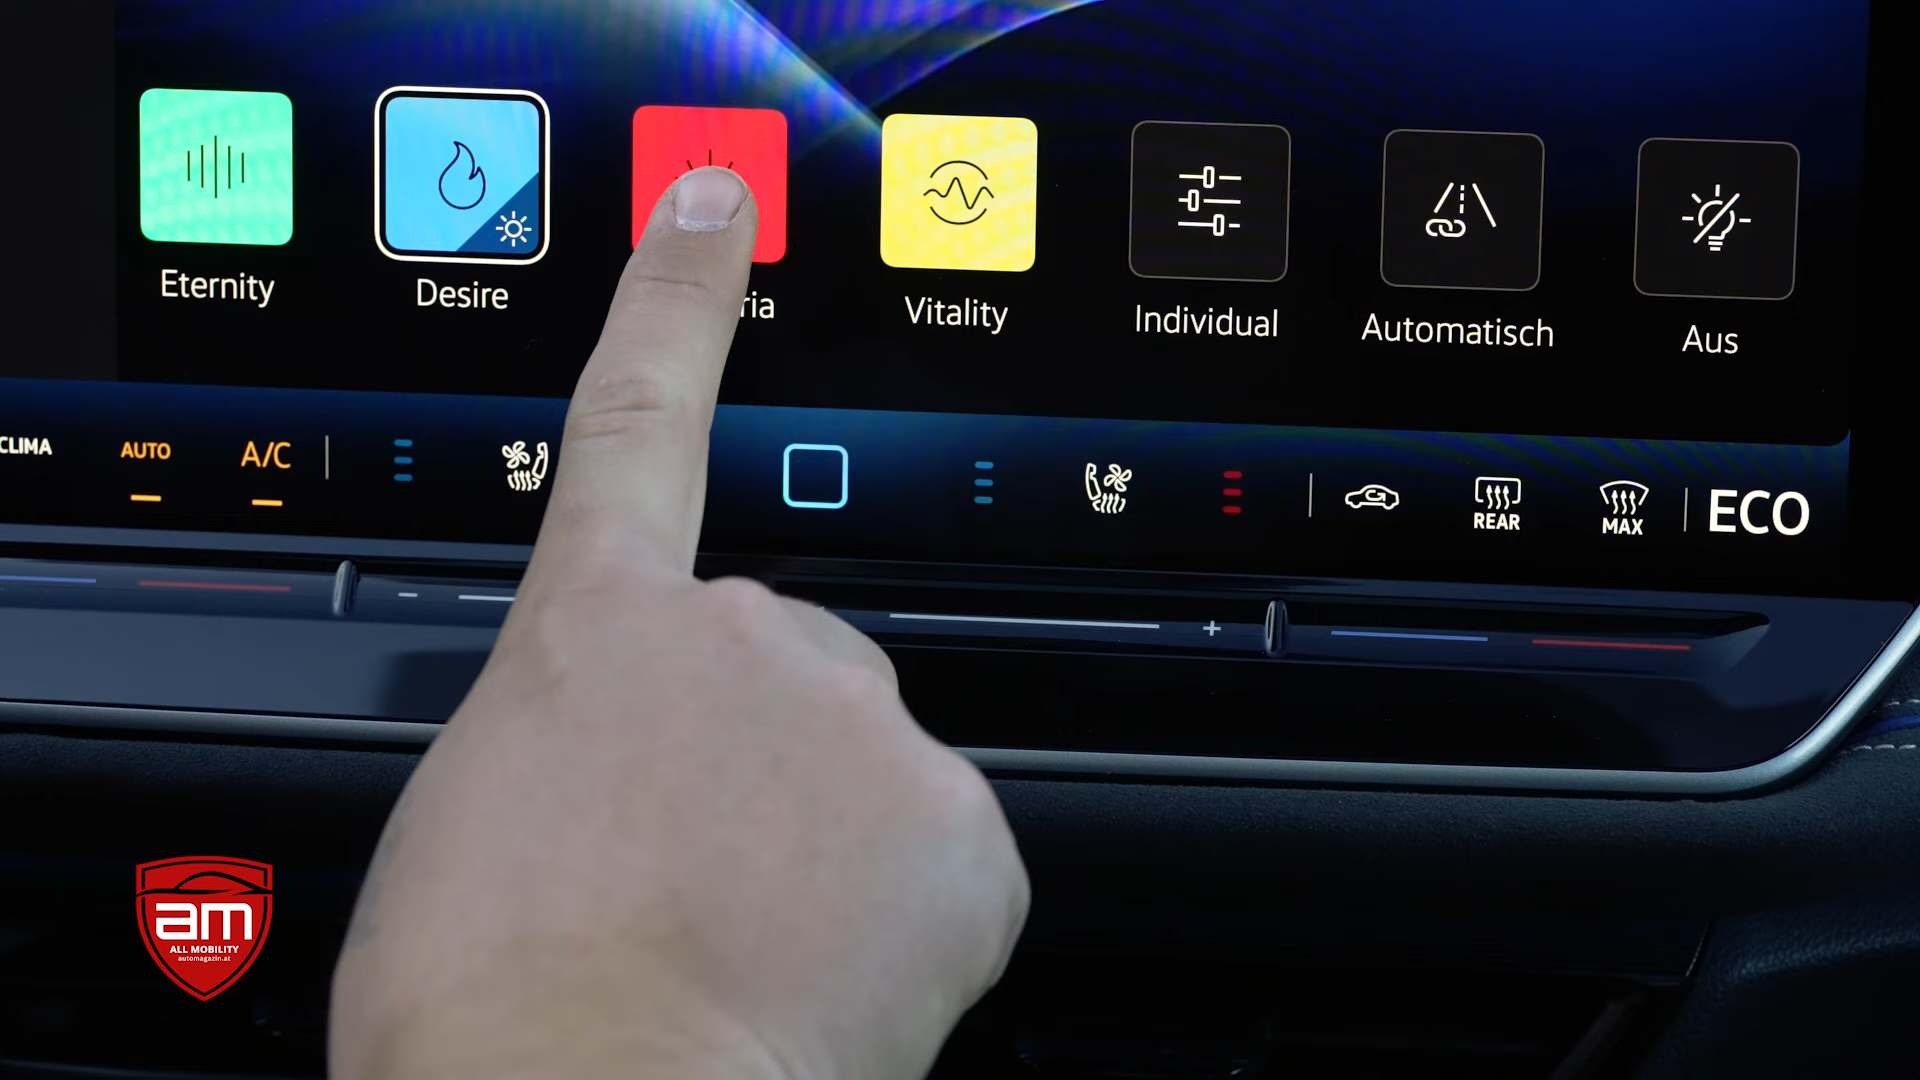 Eternity
Desire
ria
Vitality
Individual
Automatisch
Aus
CLIMA
AUTO
A/C
REAR
MAX
ECO
am
ALL MOBILITY
automagazin.at